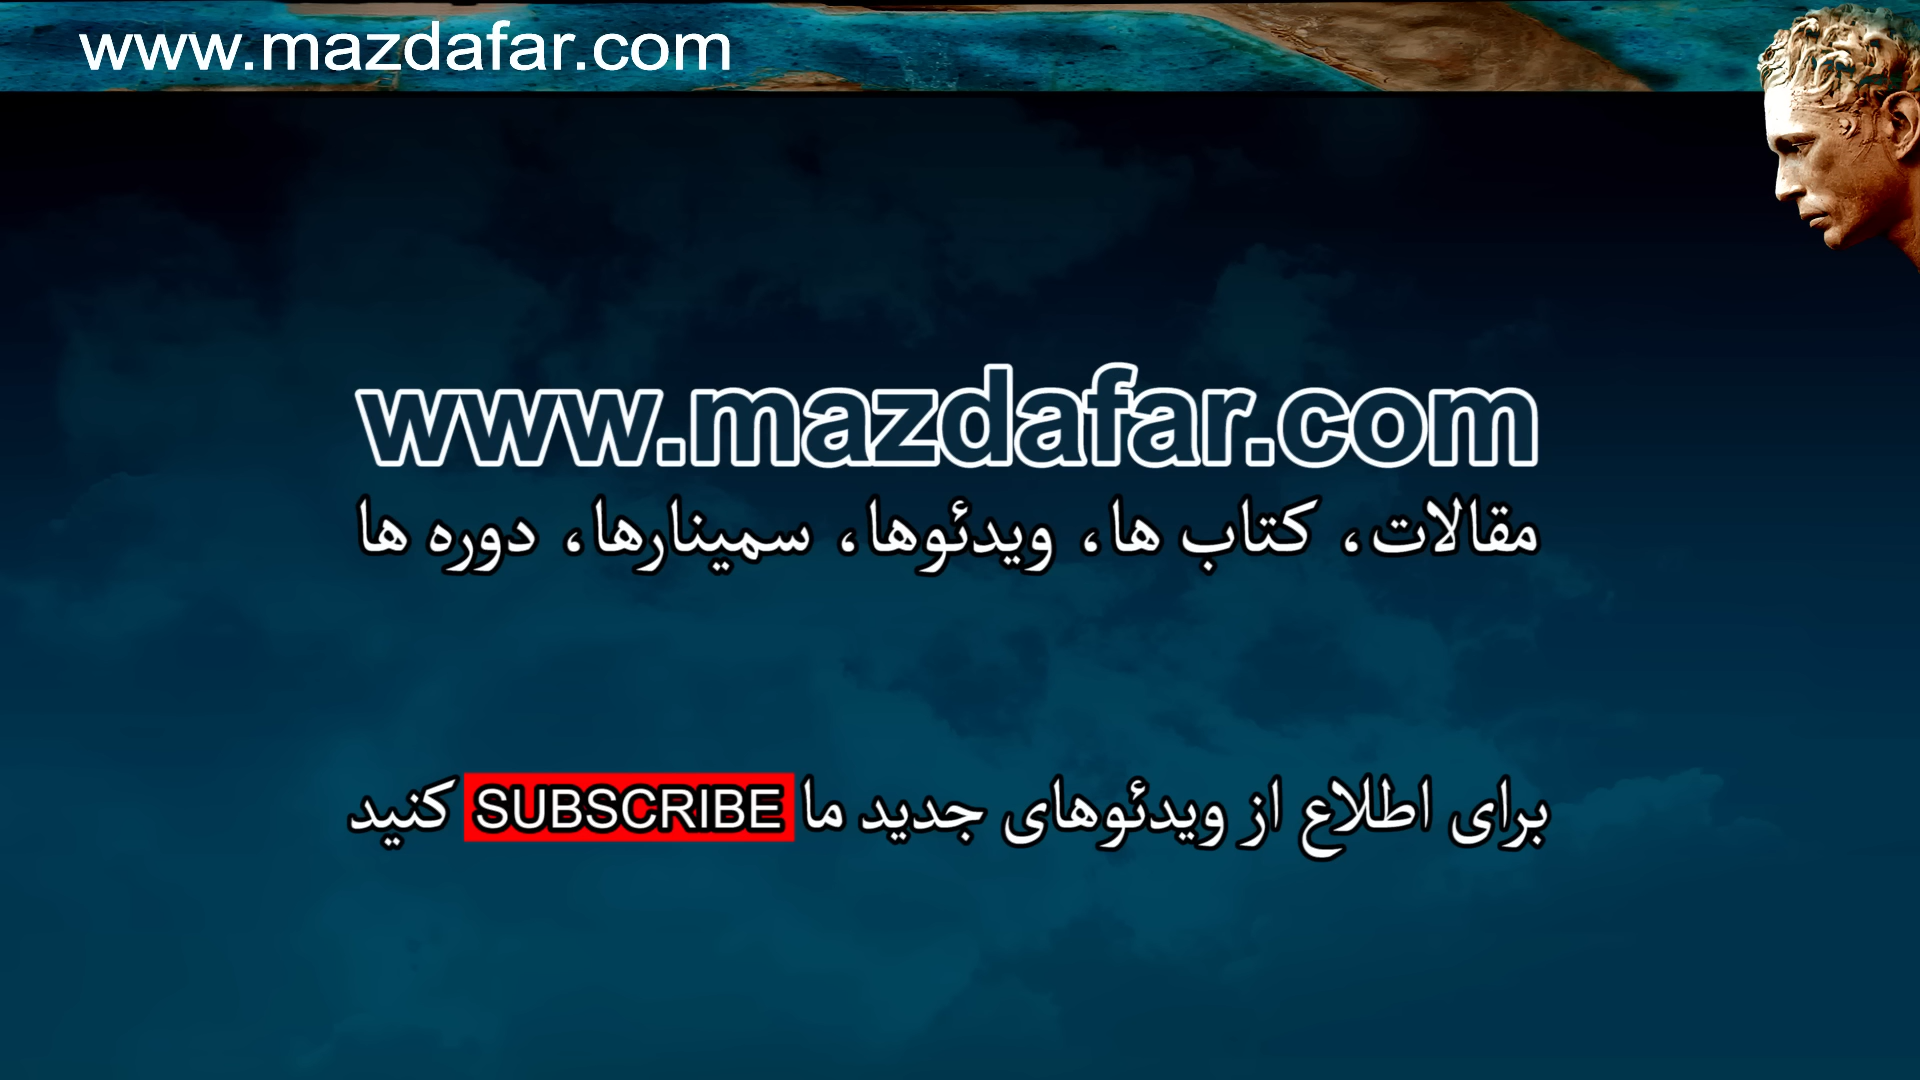 www.mazdafar.com
www.mazdafar.com
مقالات، کتاب ها، ویدئوها، سمینارها، دوره ها
برای اطلاع از ویدئوهای جدید ما SUBSCRIBE کنید